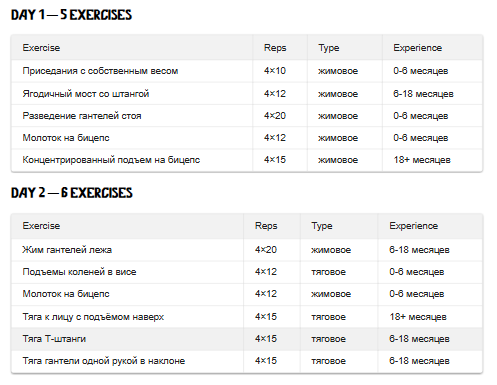 DAY 1 — 5 EXERCISES
Exercise Reps Type Experience
Приседания с собственным весом 4×10 жимовое 0-6 месяцев
Ягодичный мост со штангой 4×12 жимовое 6-18 месяцев
Разведение гантелей стоя 4×20 жимовое 0-6 месяцев
Молоток на бицепс 4×12 жимовое 0-6 месяцев
Концентрированный подъем на бицепс 4×15 жимовое 18+ месяцев
DAY 2 — 6 EXERCISES
Exercise Reps Type Experience
Жим гантелей лежа 4×20 жимовое 6-18 месяцев
Подъемы коленей в висе 4×12 тяговое 0-6 месяцев
Молоток на бицепс 4×12 жимовое 0-6 месяцев
Тяга к лицу с подъёмом наверх 4×15 тяговое 18+ месяцев
Тяга Т-штанги 4×15 тяговое 6-18 месяцев
Тяга гантели одной рукой в наклоне 4×15 тяговое 6-18 месяцев